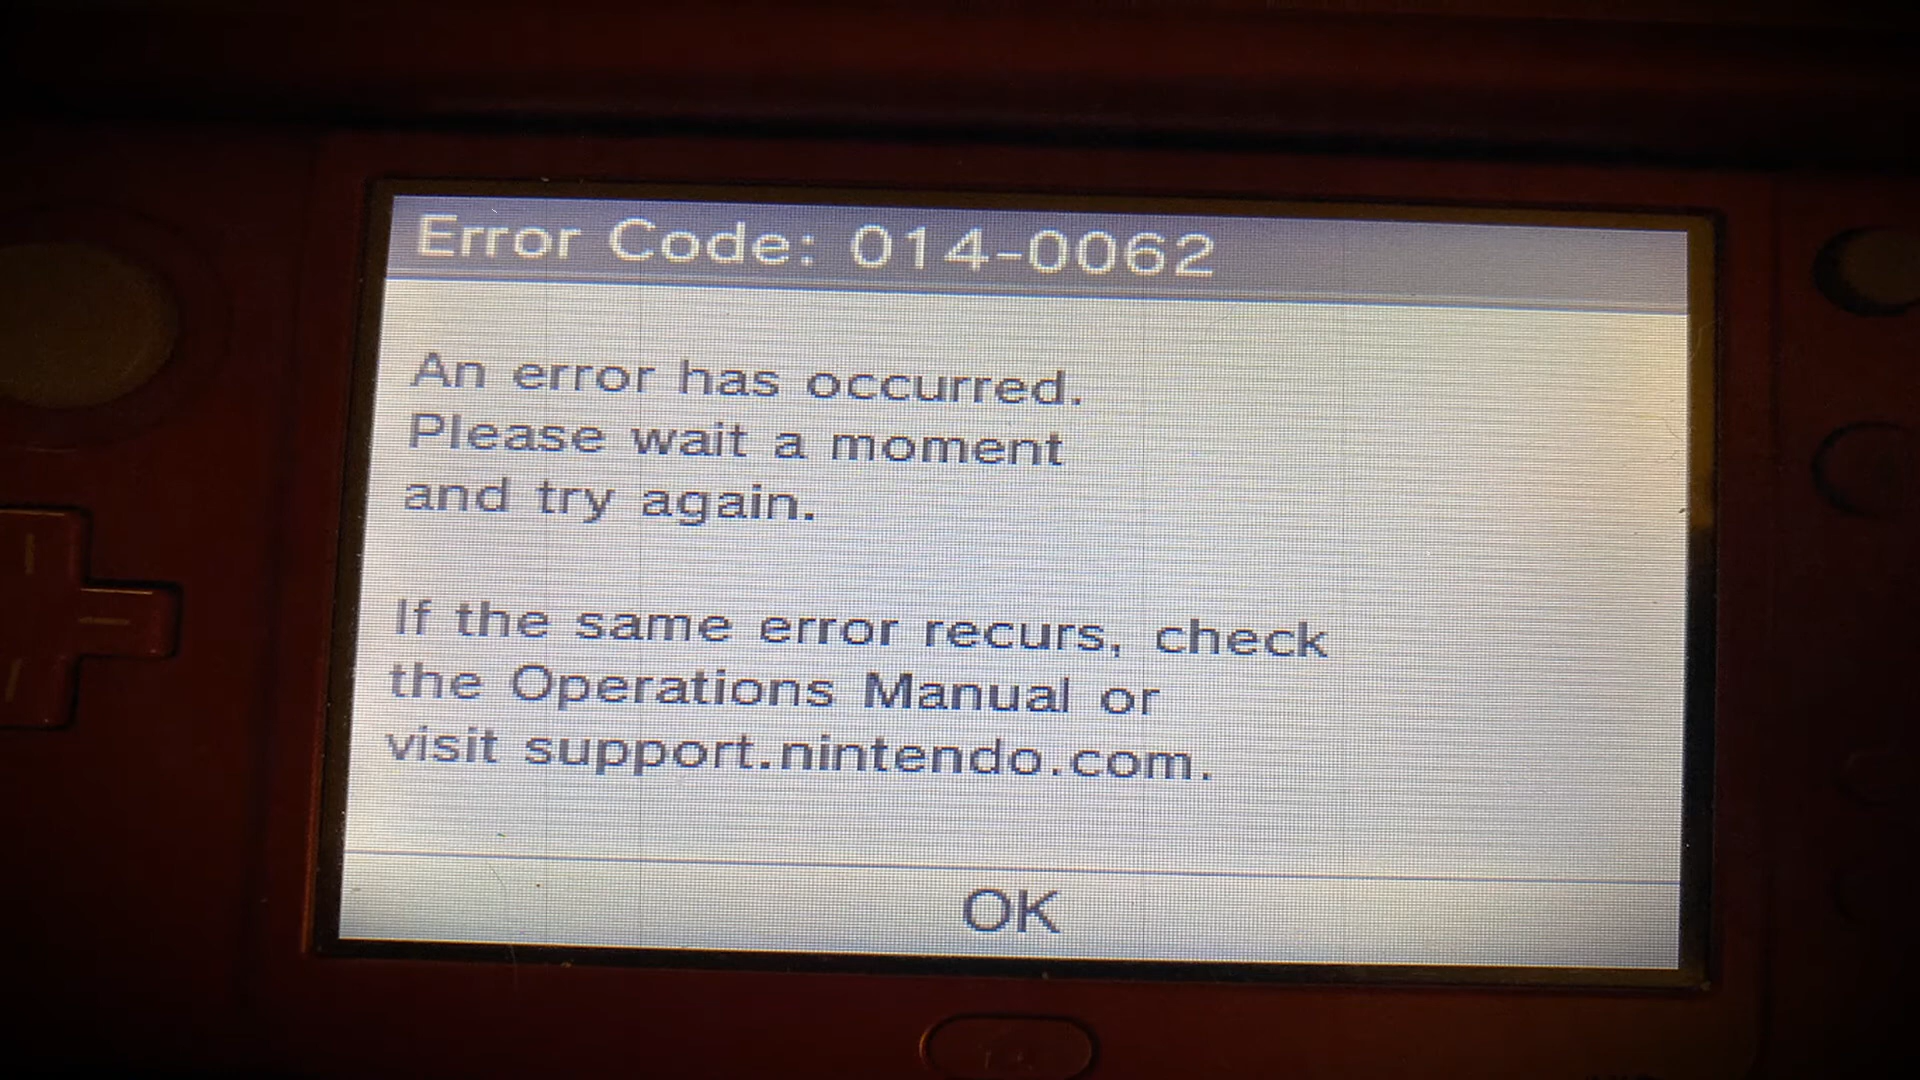 Error Code: 014-0062
An error has occurred.
Please wait a moment
and try again.
If the same error recurs, check
the Operations Manual or
visit support.nintendo.com.
OK